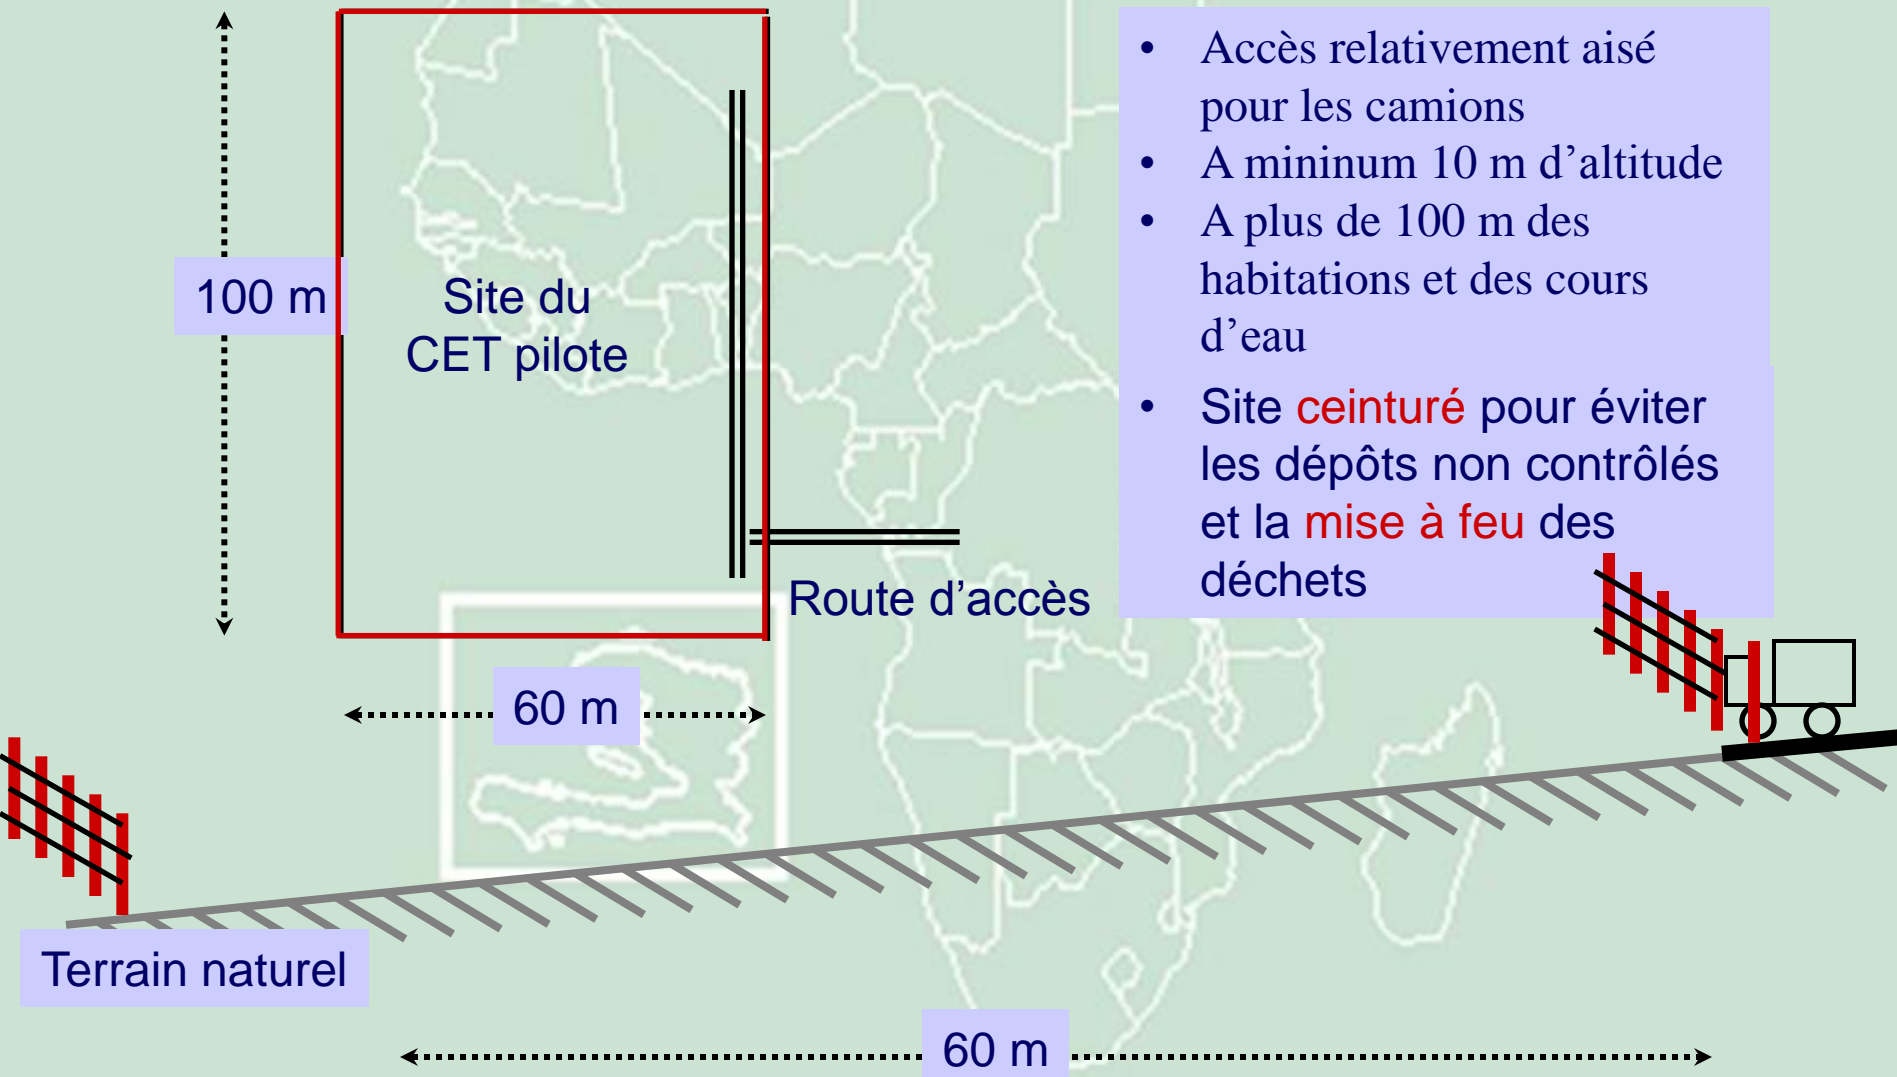 100 m
Site du
CET pilote
Route d’accès
60 m
• Accès relativement aisé
pour les camions
• A mininum 10 m d’altitude
• A plus de 100 m des
habitations et des cours
d’eau
• Site ceinturé pour éviter
les dépôts non contrôlés
et la mise à feu des
déchets
Terrain naturel
60 m